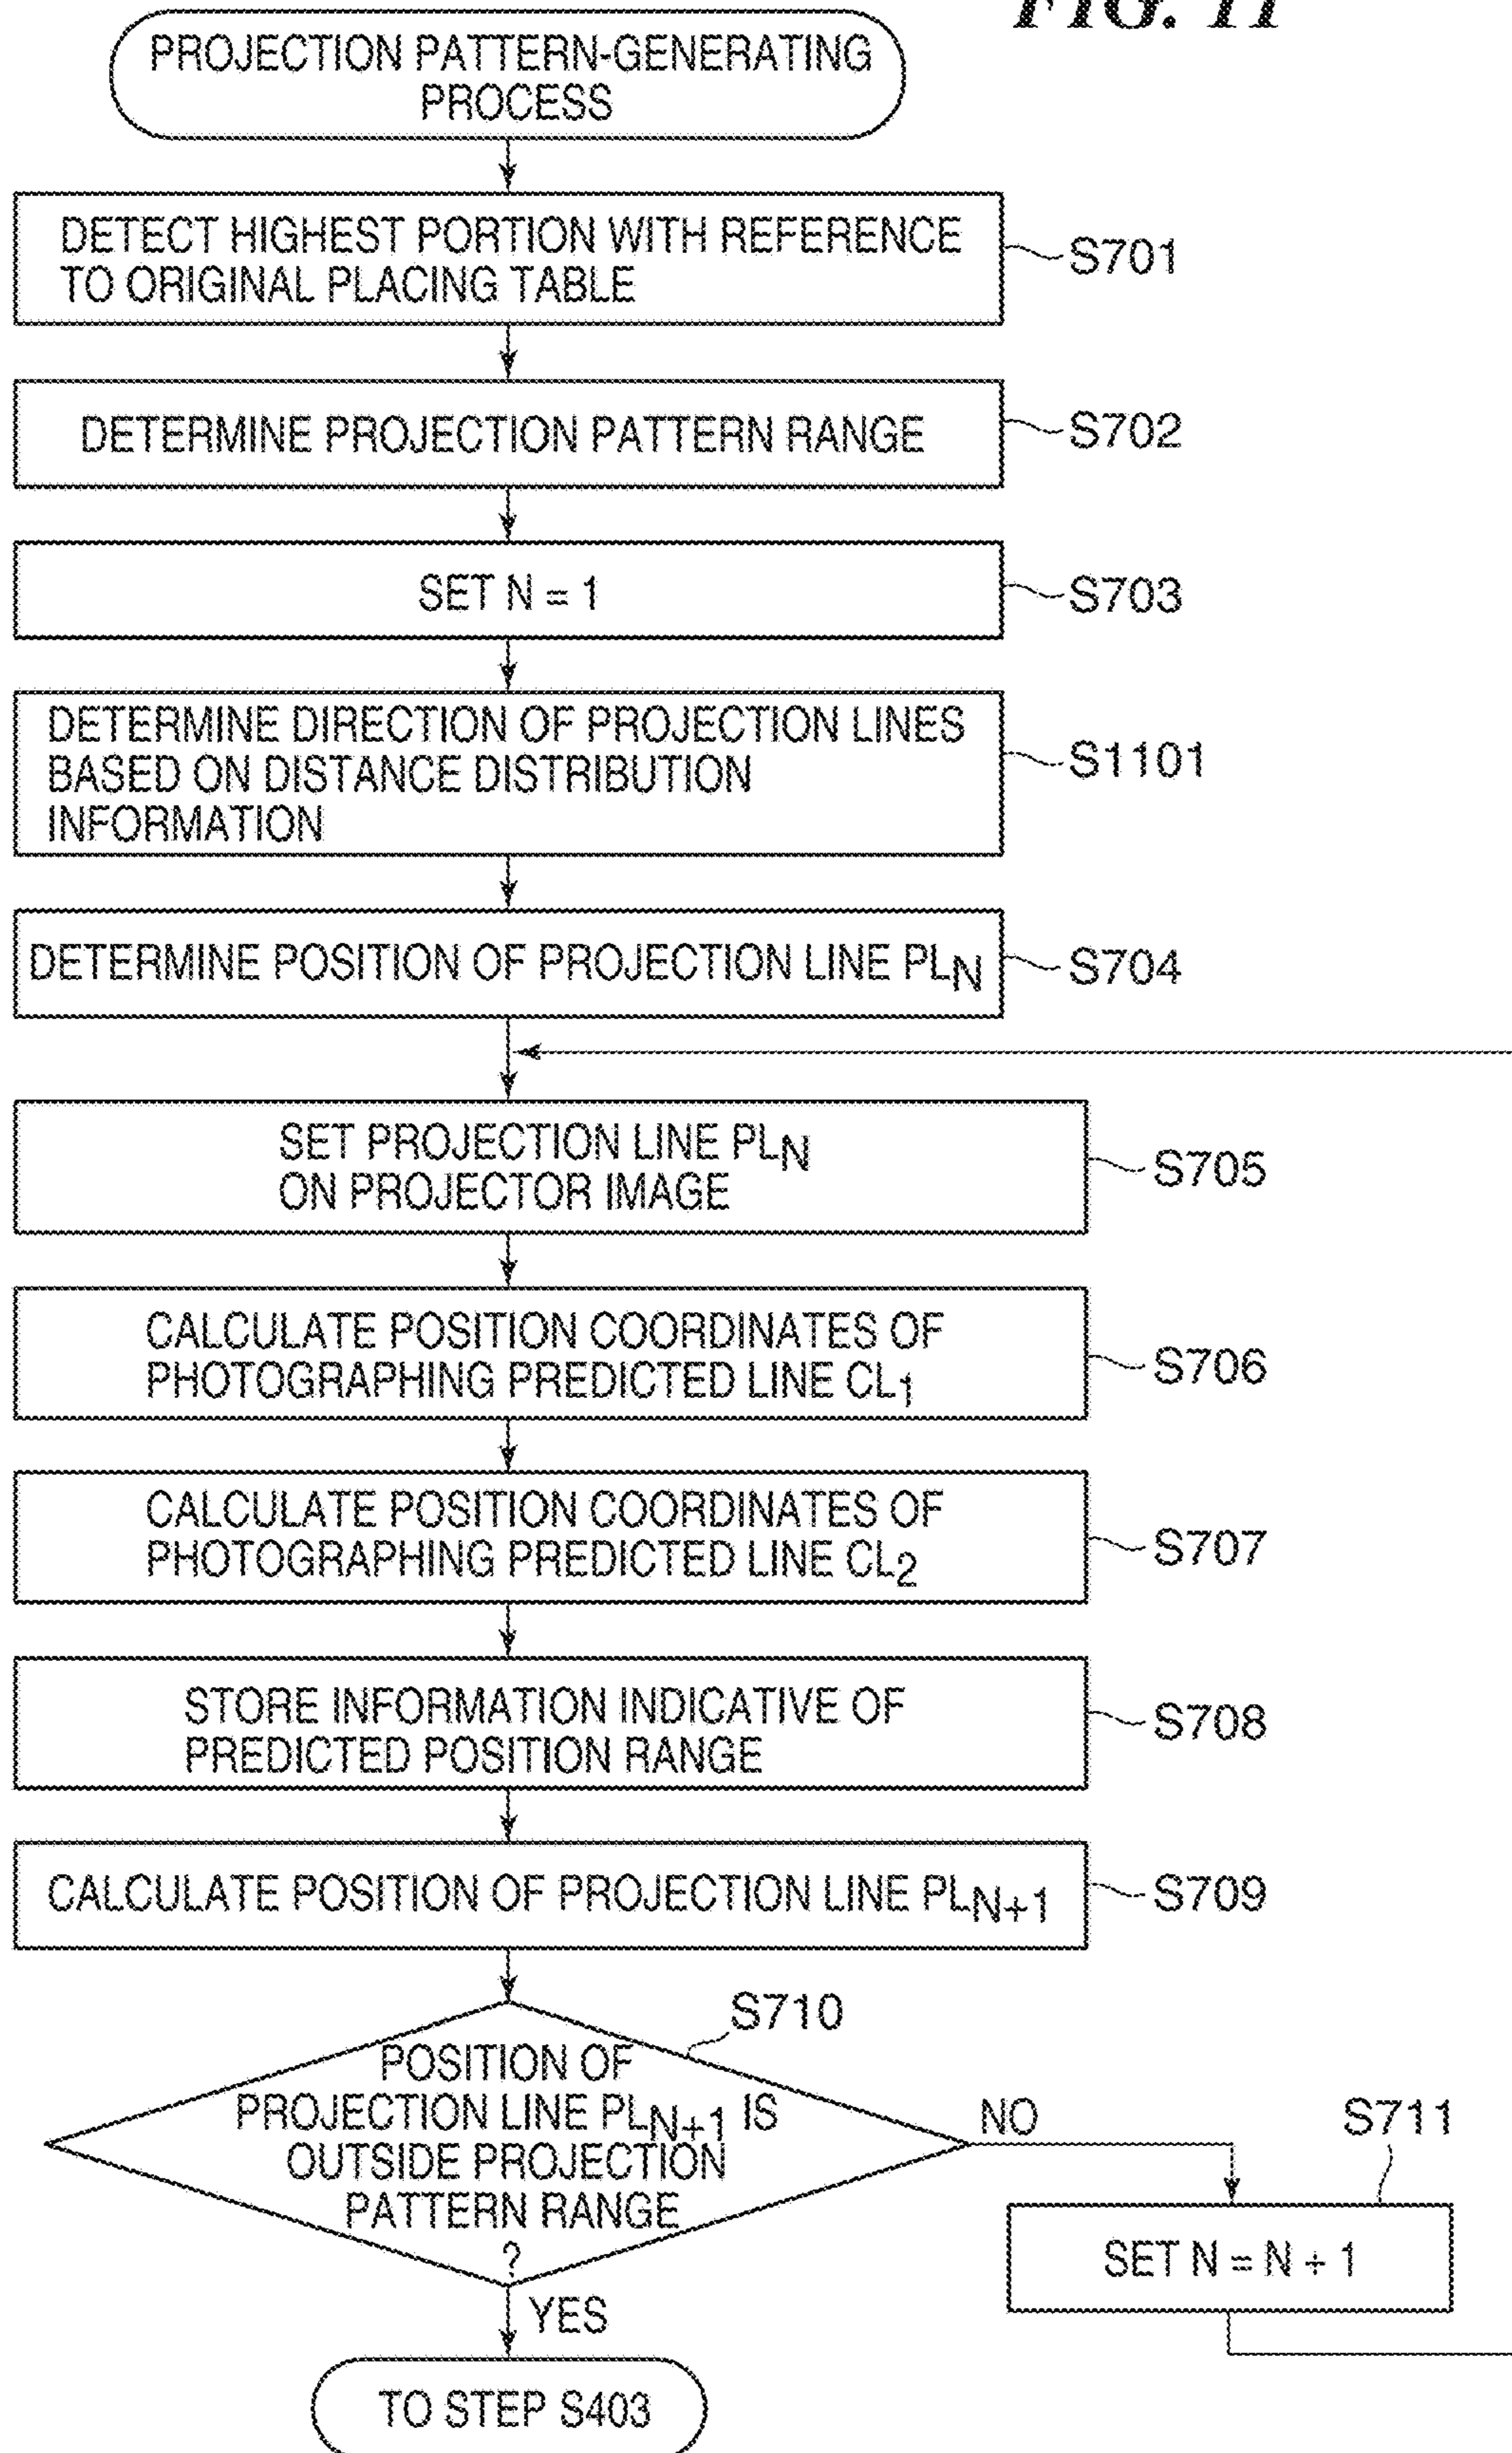 FIG. 11
PROJECTION PATTERN-GENERATING
PROCESS
DETECT HIGHEST PORTION WITH REFERENCE
TO ORIGINAL PLACING TABLE
S701
DETERMINE PROJECTION PATTERN RANGE
S702
SET N = 1
S703
DETERMINE DIRECTION OF PROJECTION LINES
BASED ON DISTANCE DISTRIBUTION
INFORMATION
S1101
DETERMINE POSITION OF PROJECTION LINE PLN
S704
SET PROJECTION LINE PLN
ON PROJECTOR IMAGE
S705
CALCULATE POSITION COORDINATES OF
PHOTOGRAPHING PREDICTED LINE CL1
S706
CALCULATE POSITION COORDINATES OF
PHOTOGRAPHING PREDICTED LINE CL2
S707
STORE INFORMATION INDICATIVE OF
PREDICTED POSITION RANGE
S708
CALCULATE POSITION OF PROJECTION LINE PLN+1
S709
S710
POSITION OF
PROJECTION LINE PLN+1 IS
OUTSIDE PROJECTION
PATTERN RANGE
?
NO
S711
SET N = N + 1
YES
TO STEP S403